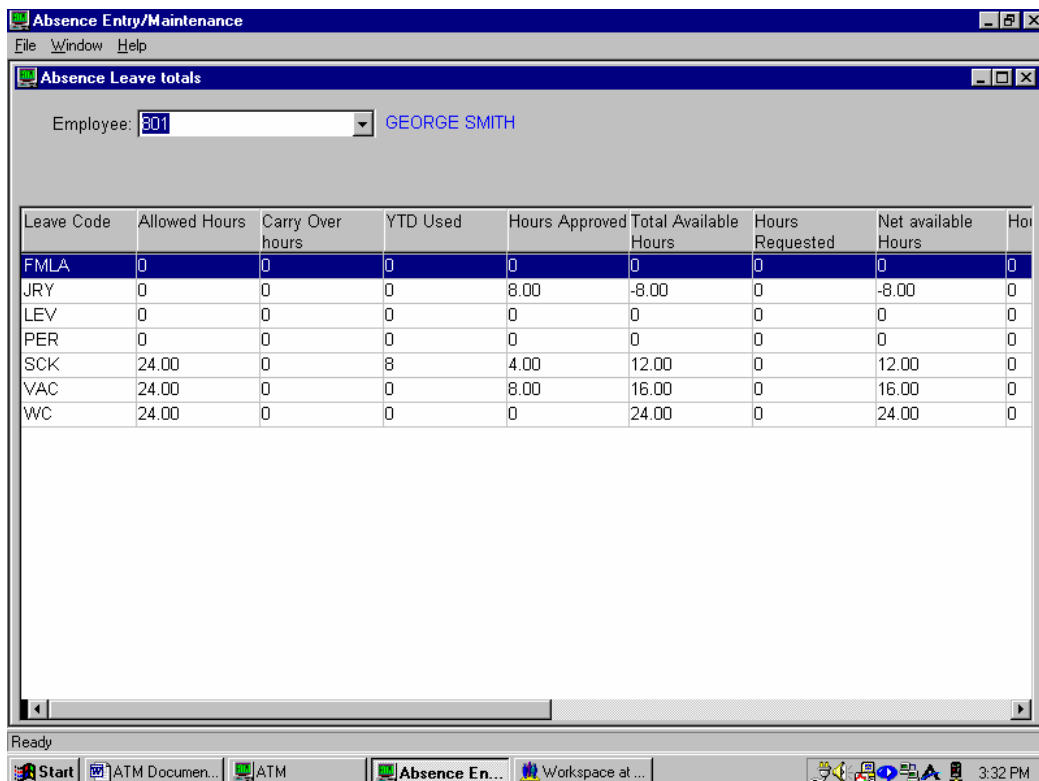 Absence Entry/Maintenance
File Window Help
Absence Leave totals
Employee: 801 GEORGE SMITH
Leave Code Allowed Hours Carry Over hours YTD Used Hours Approved Total Available Hours Hours Requested Net available Hours
FMLA 0 0 0 0 0 0 0 0
JRY 0 0 0 8.00 -8.00 0 -8.00 0
LEV 0 0 0 0 0 0 0 0
PER 0 0 0 0 0 0 0 0
SCK 24.00 0 8 4.00 12.00 0 12.00 0
VAC 24.00 0 0 8.00 16.00 0 16.00 0
WC 24.00 0 0 0 24.00 0 24.00 0
Ready
Start ATM Documen... ATM Absence En... Workspace at ... 3:32 PM